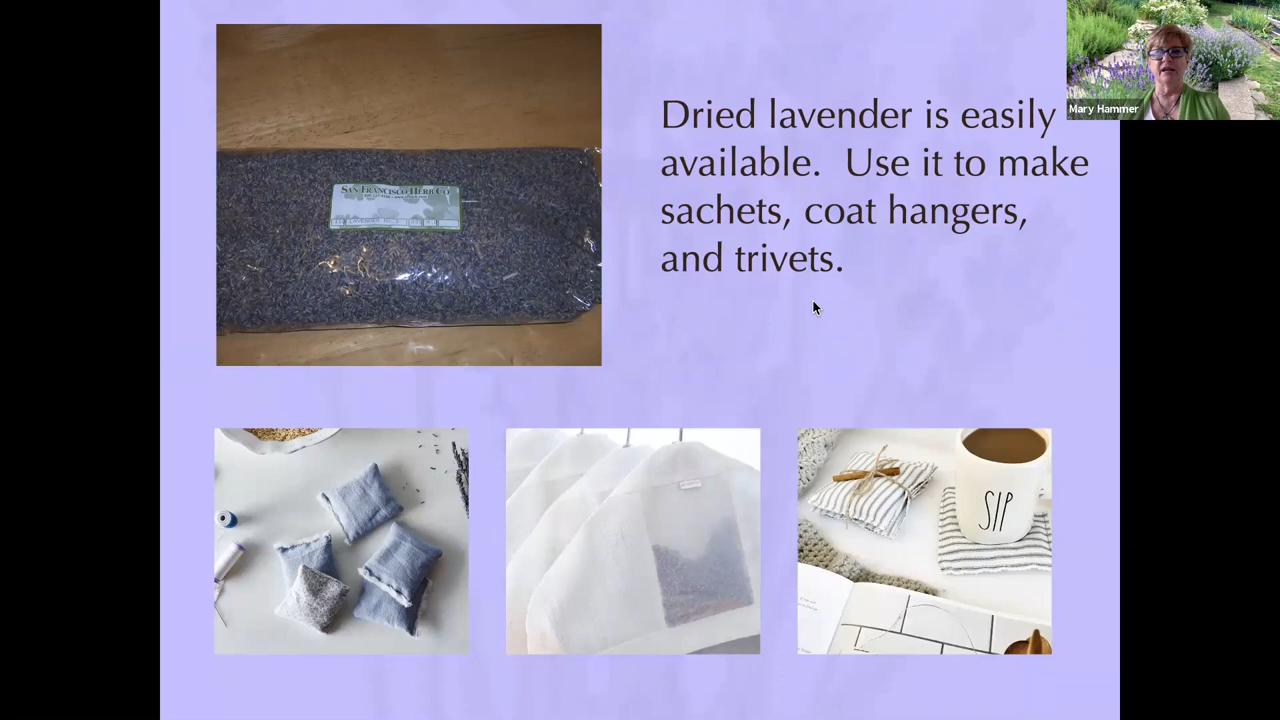 Dried lavender is easily
available. Use it to make
sachets, coat hangers,
and trivets.
Mary Hammer
San Francisco Herb Co
SIP